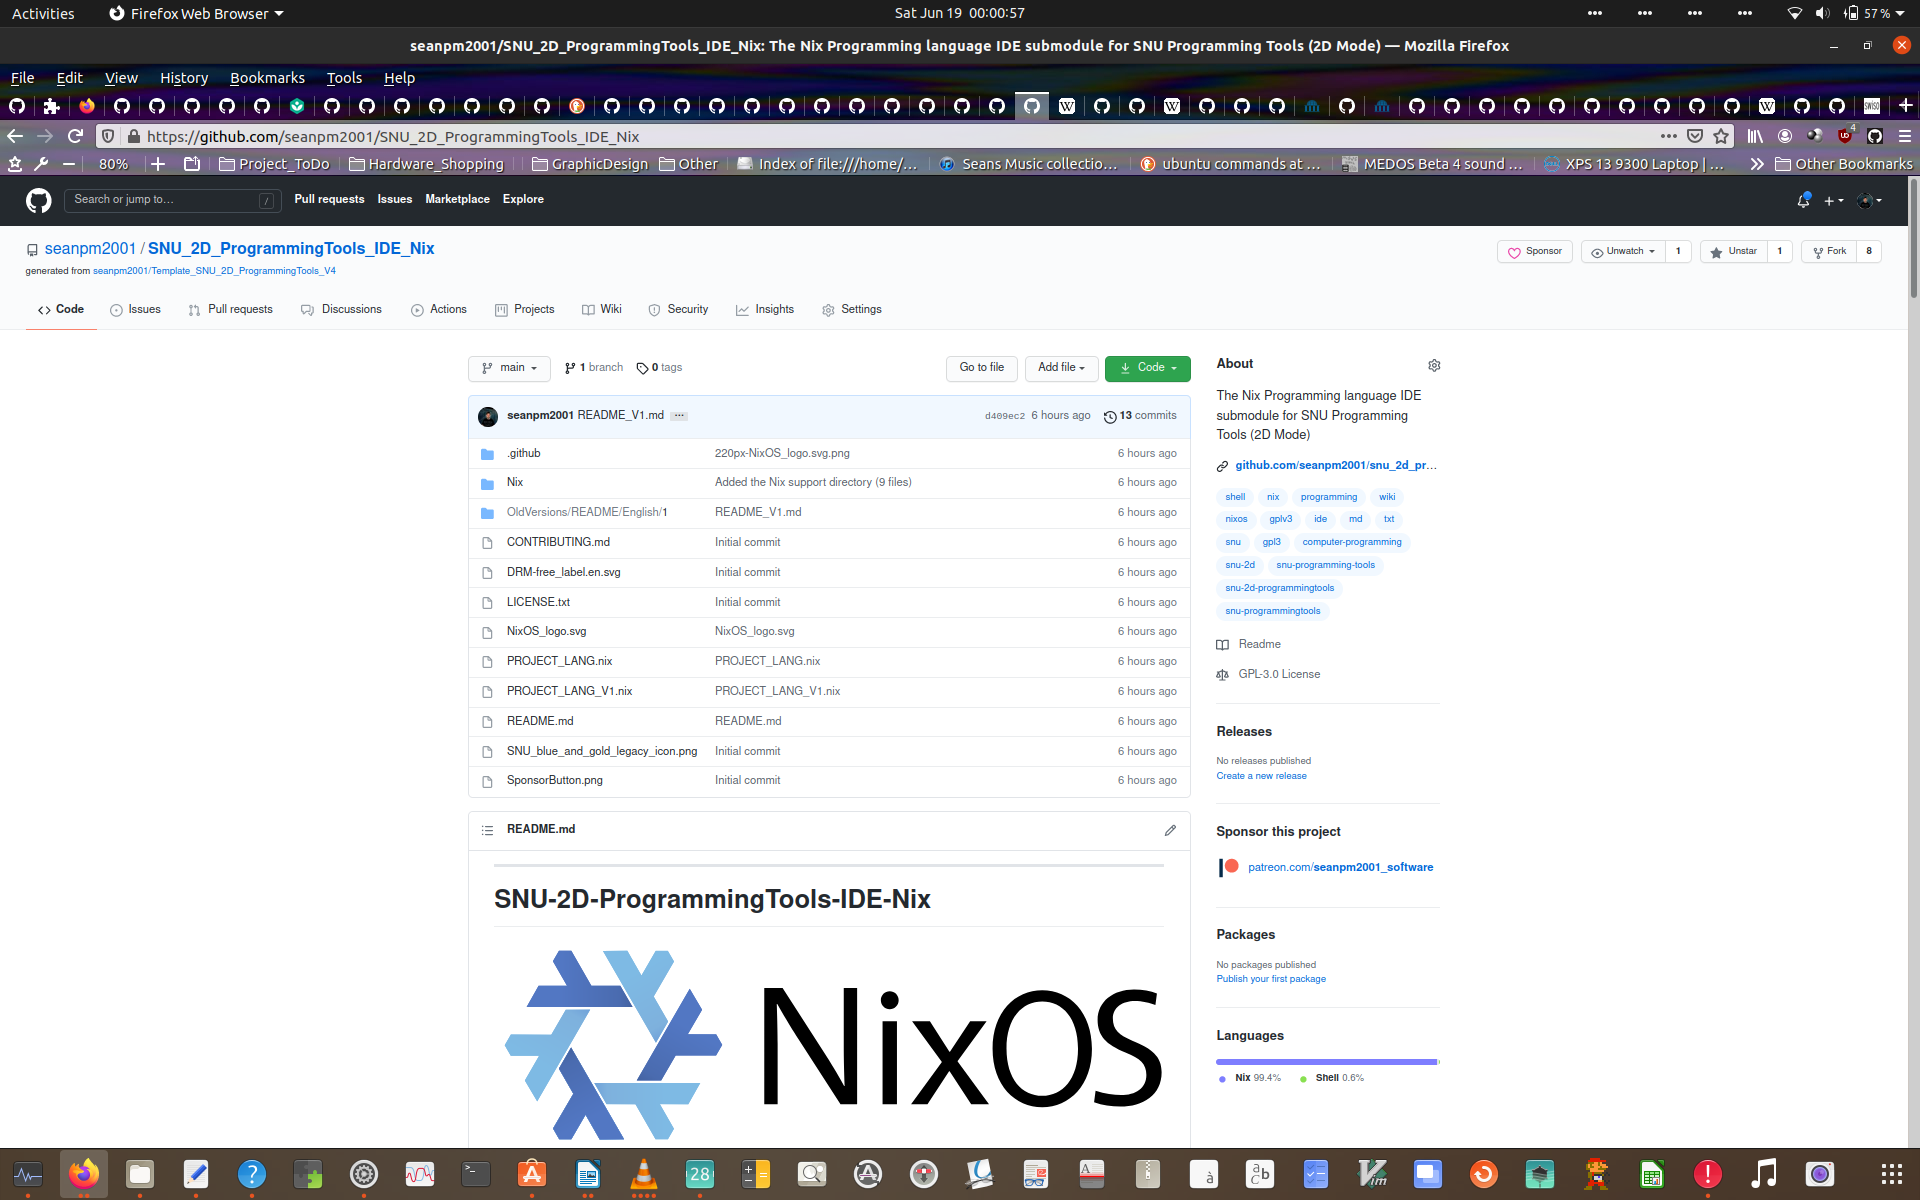 Activities Firefox Web Browser Sat Jun 19 00:00:57 57 %
seanpm2001/SNU_2D_ProgrammingTools_IDE_Nix: The Nix Programming language IDE submodule for SNU Programming Tools (2D Mode) — Mozilla Firefox
File Edit View History Bookmarks Tools Help
https://github.com/seanpm2001/SNU_2D_ProgrammingTools_IDE_Nix
80% Project_ToDo Hardware_Shopping GraphicDesign Other Index of file:///home/… Seans Music collectio… ubuntu commands at … MEDOS Beta 4 sound … XPS 13 9300 Laptop | … Other Bookmarks
Search or jump to… / Pull requests Issues Marketplace Explore
seanpm2001 / SNU_2D_ProgrammingTools_IDE_Nix
Sponsor Unwatch 1 Unstar 1 Fork 8
generated from seanpm2001/Template_SNU_2D_ProgrammingTools_V4
Code Issues Pull requests Discussions Actions Projects Wiki Security Insights Settings
main 1 branch 0 tags Go to file Add file Code
seanpm2001 README_V1.md ... d409ec2 6 hours ago 13 commits
.github 220px-NixOS_logo.svg.png 6 hours ago
Nix Added the Nix support directory (9 files) 6 hours ago
OldVersions/README/English/1 README_V1.md 6 hours ago
CONTRIBUTING.md Initial commit 6 hours ago
DRM-free_label.en.svg Initial commit 6 hours ago
LICENSE.txt Initial commit 6 hours ago
NixOS_logo.svg NixOS_logo.svg 6 hours ago
PROJECT_LANG.nix PROJECT_LANG.nix 6 hours ago
PROJECT_LANG_V1.nix PROJECT_LANG_V1.nix 6 hours ago
README.md README.md 6 hours ago
SNU_blue_and_gold_legacy_icon.png Initial commit 6 hours ago
SponsorButton.png Initial commit 6 hours ago
README.md
SNU-2D-ProgrammingTools-IDE-Nix
NixOS
About
The Nix Programming language IDE
submodule for SNU Programming
Tools (2D Mode)
github.com/seanpm2001/snu_2d_pr…
shell nix programming wiki
nixos gplv3 ide md txt
snu gpl3 computer-programming
snu-2d snu-programming-tools
snu-2d-programmingtools
snu-programmingtools
Readme
GPL-3.0 License
Releases
No releases published
Create a new release
Sponsor this project
patreon.com/seanpm2001_software
Packages
No packages published
Publish your first package
Languages
Nix 99.4% Shell 0.6%
28